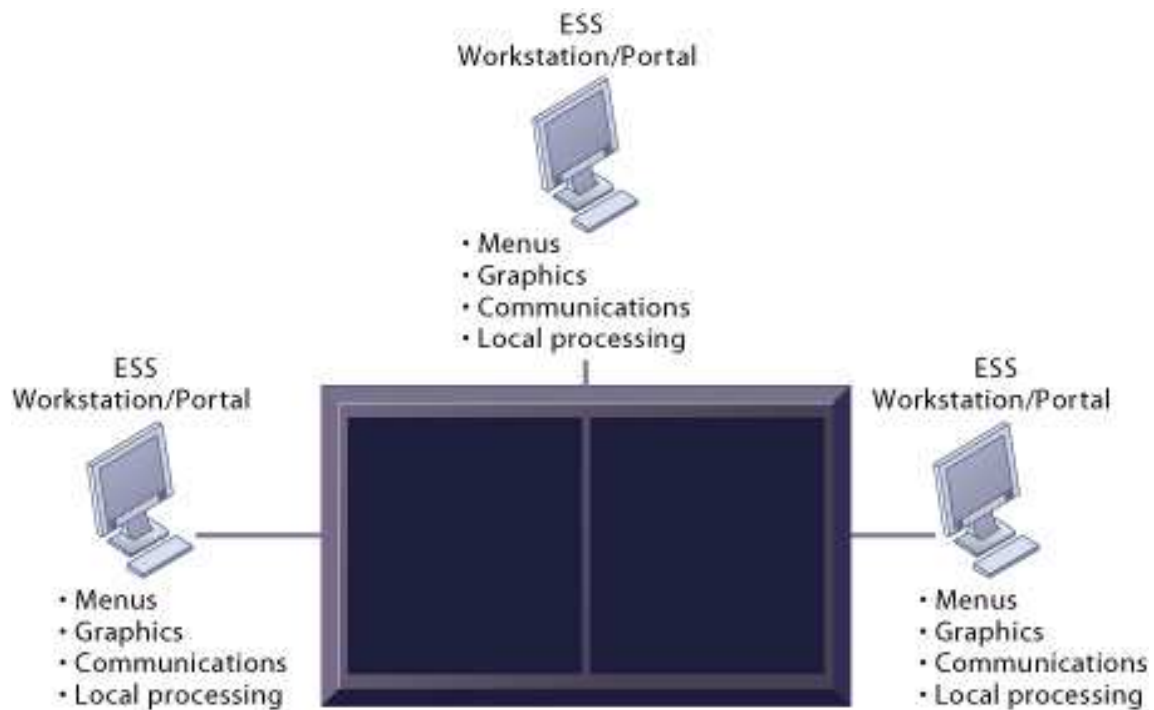 ESS
Workstation/Portal
• Menus
• Graphics
• Communications
• Local processing
ESS
Workstation/Portal
• Menus
• Graphics
• Communications
• Local processing
ESS
Workstation/Portal
• Menus
• Graphics
• Communications
• Local processing